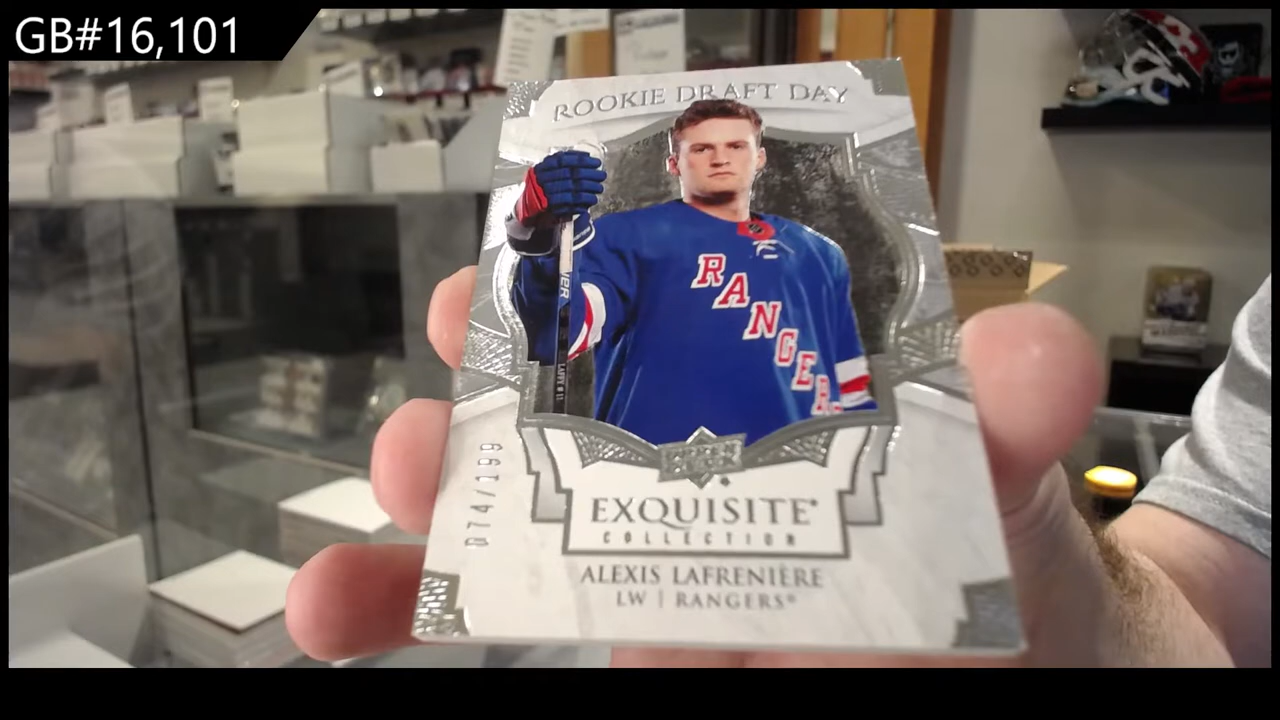 GB#16,101
ROOKIE DRAFT DAY
RANGERS
074/199
EXQUISITE
COLLECTION
ALEXIS LAFRENIÈRE
LW | RANGERS®